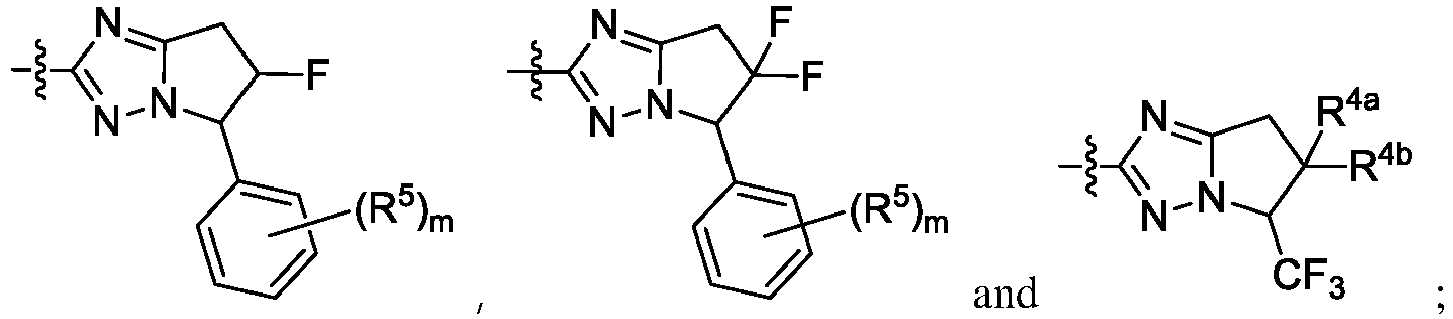 N N N F (R⁵)ₘ ,
N N N F F (R⁵)ₘ and
N N N R⁴ᵃ R⁴ᵇ CF₃ ;